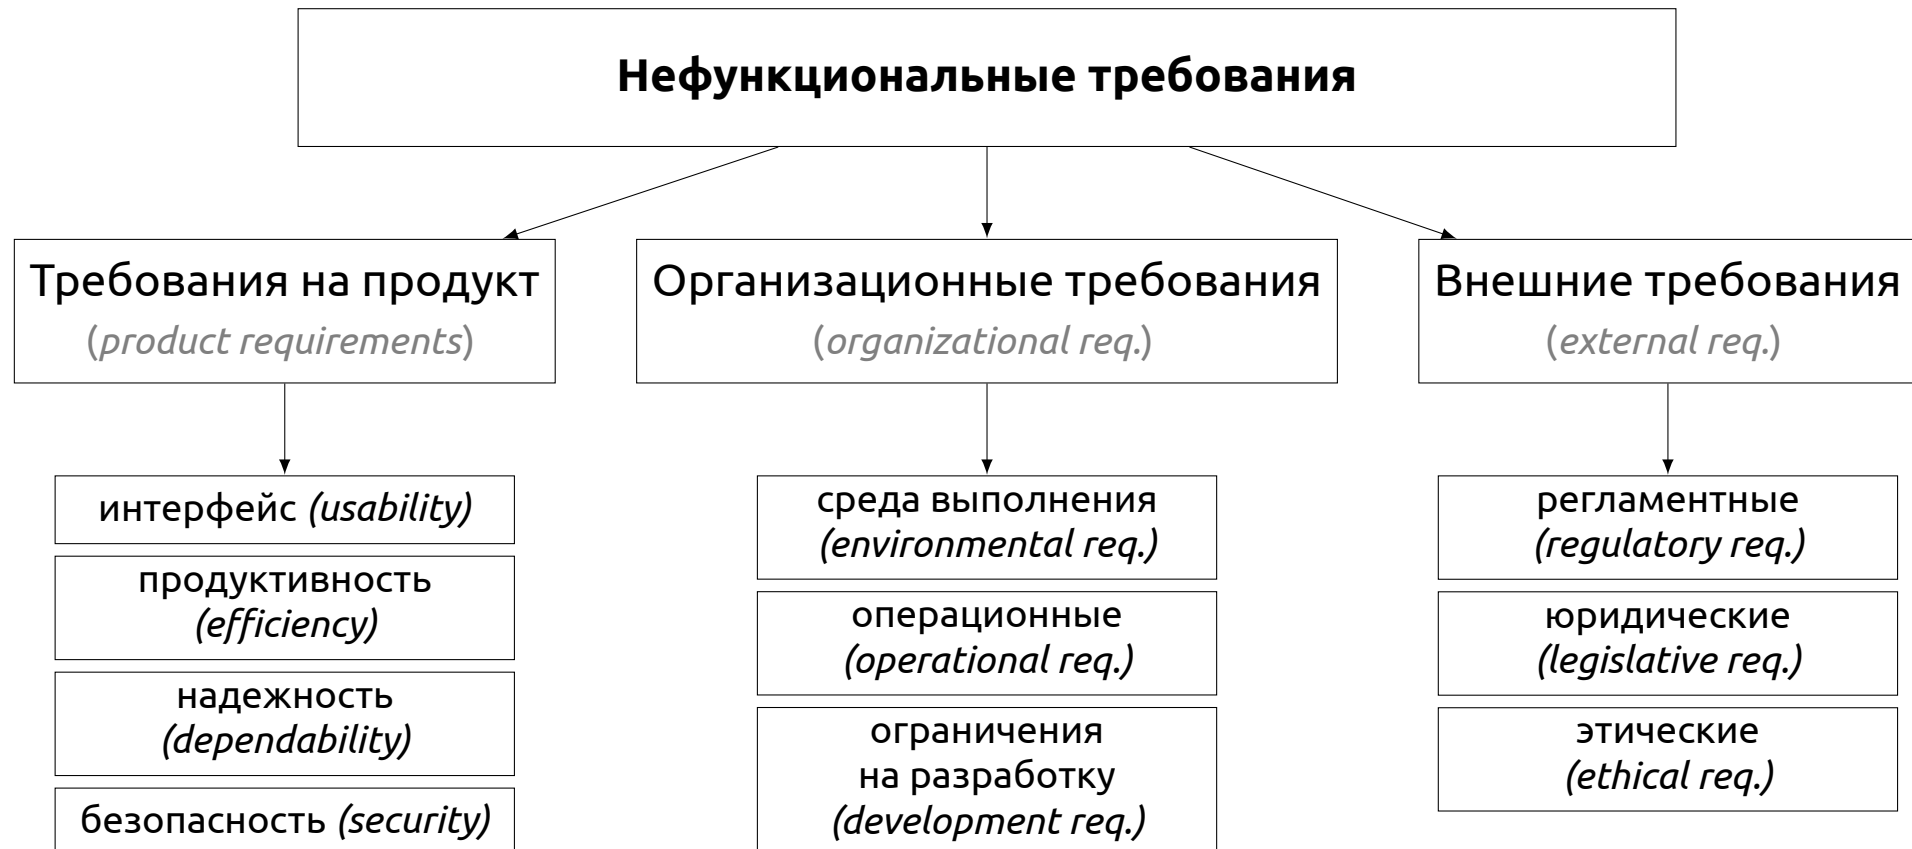 Нефункциональные требования
Требования на продукт
(product requirements)
Организационные требования
(organizational req.)
Внешние требования
(external req.)
интерфейс (usability)
продуктивность
(efficiency)
надежность
(dependability)
безопасность (security)
среда выполнения
(environmental req.)
операционные
(operational req.)
ограничения
на разработку
(development req.)
регламентные
(regulatory req.)
юридические
(legislative req.)
этические
(ethical req.)